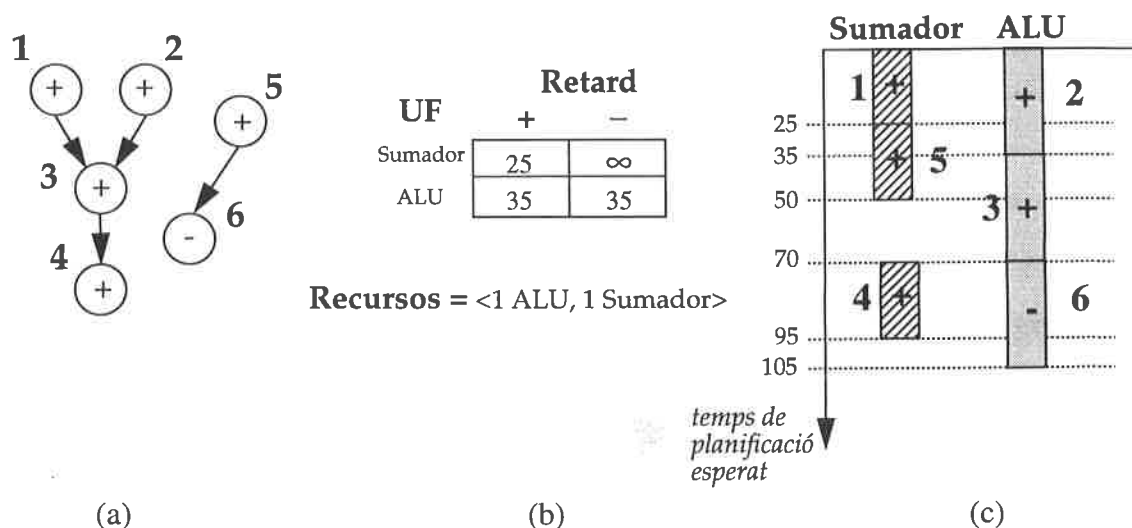 1
2
5
+
+
+
3
+
6
-
4
+
(a)
Retard
UF + −
Sumador 25 ∞
ALU 35 35
Recursos = <1 ALU, 1 Sumador>
(b)
Sumador ALU
1 + + 2
25
35
+ 5
50
3 +
70
4 + - 6
95
105
temps de
planificació
esperat
(c)